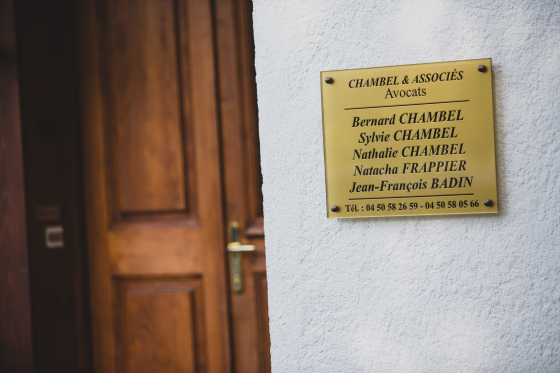 CHAMBEL & ASSOCIÉS
Avocats
Bernard CHAMBEL
Sylvie CHAMBEL
Nathalie CHAMBEL
Natacha FRAPPIER
Jean-François BADIN
Tél. : 04 50 58 26 59 - 04 50 58 05 66